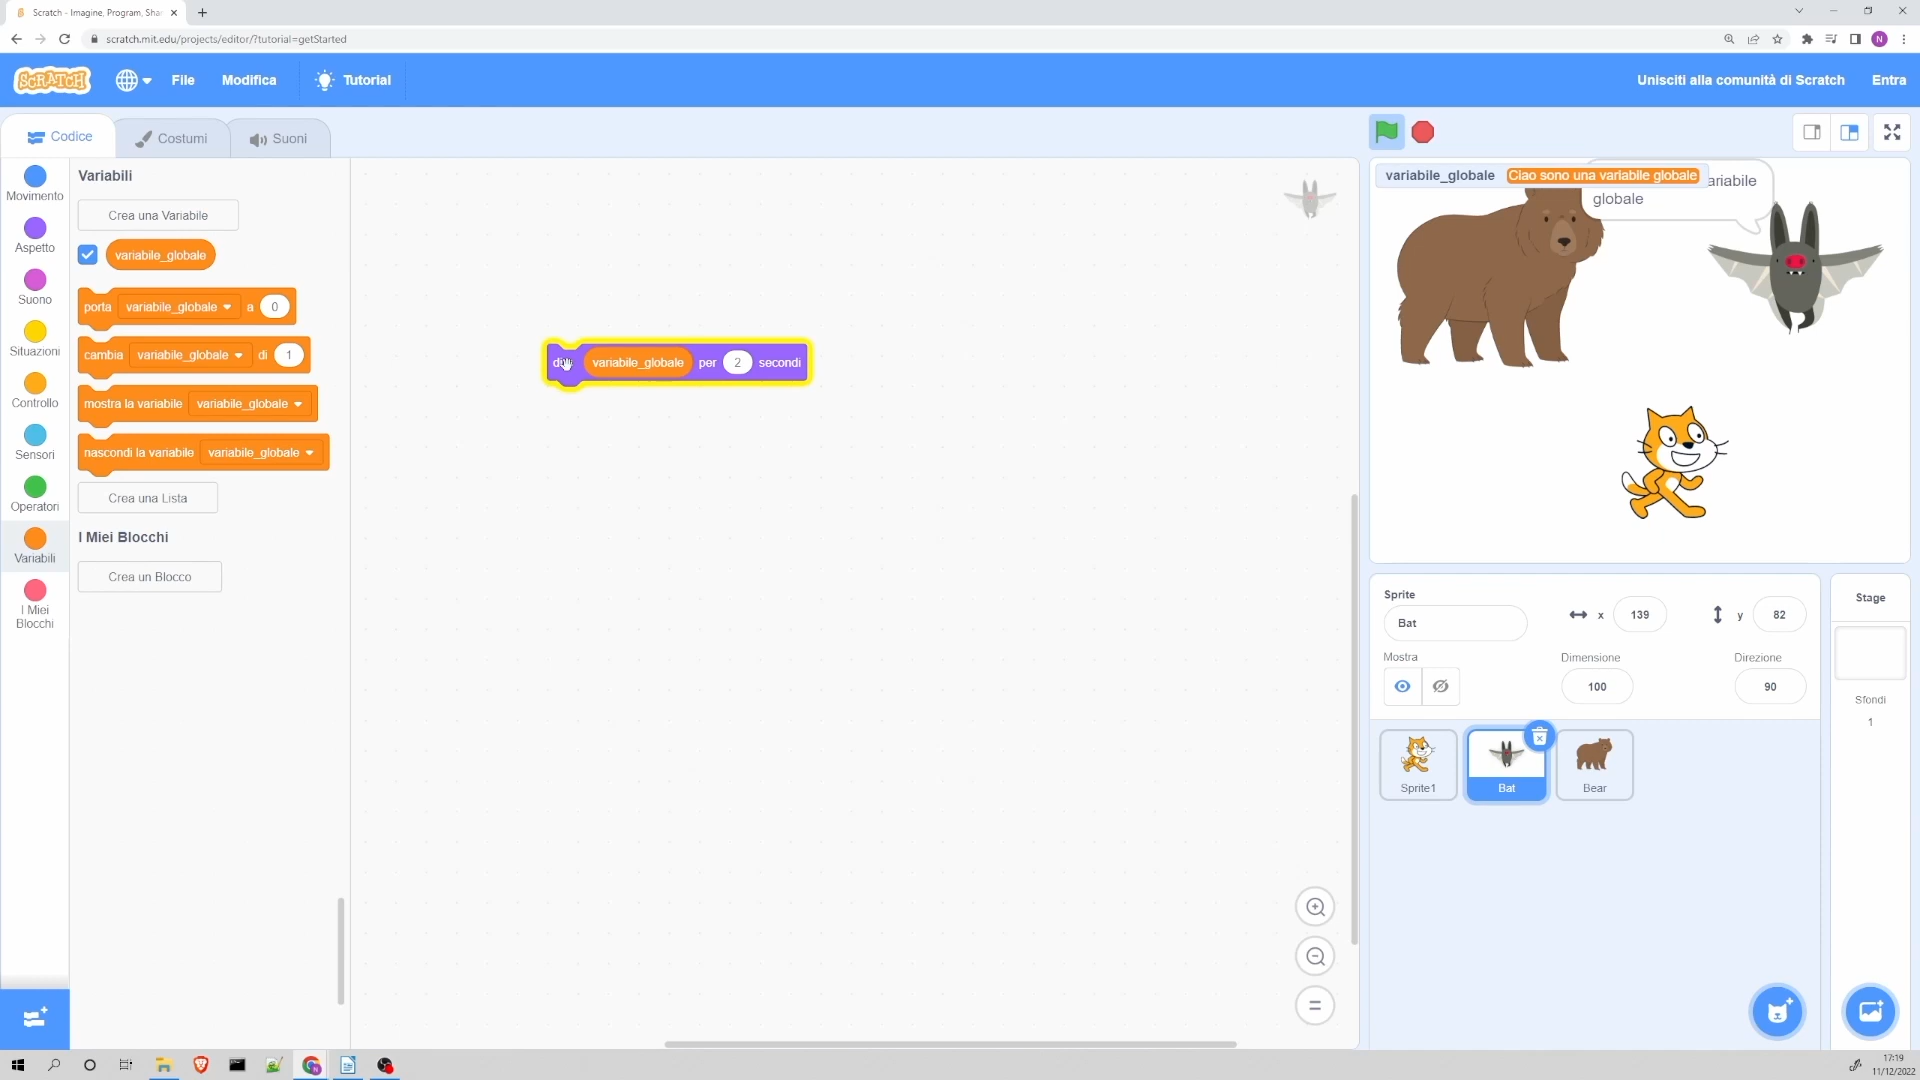 Scratch - Imagine, Program, Sha
scratch.mit.edu/projects/editor/?tutorial=getStarted
N
SCRATCH
File
Modifica
Tutorial
Unisciti alla comunità di Scratch
Entra
Codice
Costumi
Suoni
Movimento
Aspetto
Suono
Situazioni
Controllo
Sensori
Operatori
Variabili
I Miei
Blocchi
Variabili
Crea una Variabile
variabile_globale
porta variabile_globale a 0
cambia variabile_globale di 1
mostra la variabile variabile_globale
nascondi la variabile variabile_globale
Crea una Lista
I Miei Blocchi
Crea un Blocco
variabile_globale per 2 secondi
variabile_globale Ciao sono una variabile globale
ariabile
globale
Sprite
Bat
x 139
y 82
Mostra
Dimensione
100
Direzione
90
Sprite1
Bat
Bear
Stage
Sfondi
1
17:19
11/12/2022